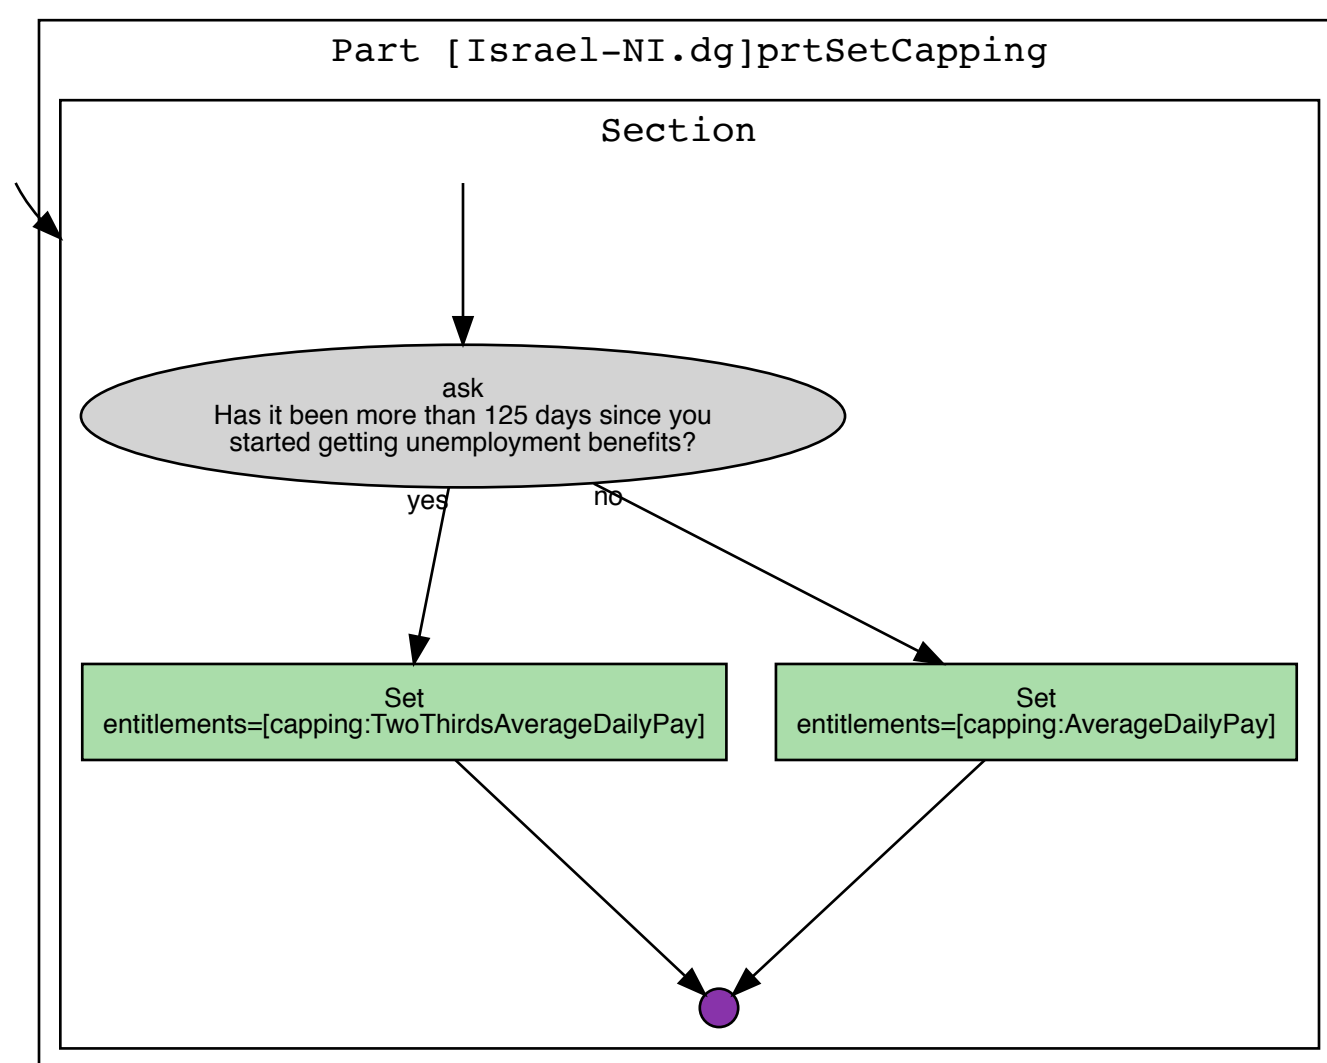 Part [Israel-NI.dg]prtSetCapping
Section
ask
Has it been more than 125 days since you
started getting unemployment benefits?
yes
no
Set
entitlements=[capping:TwoThirdsAverageDailyPay]
Set
entitlements=[capping:AverageDailyPay]